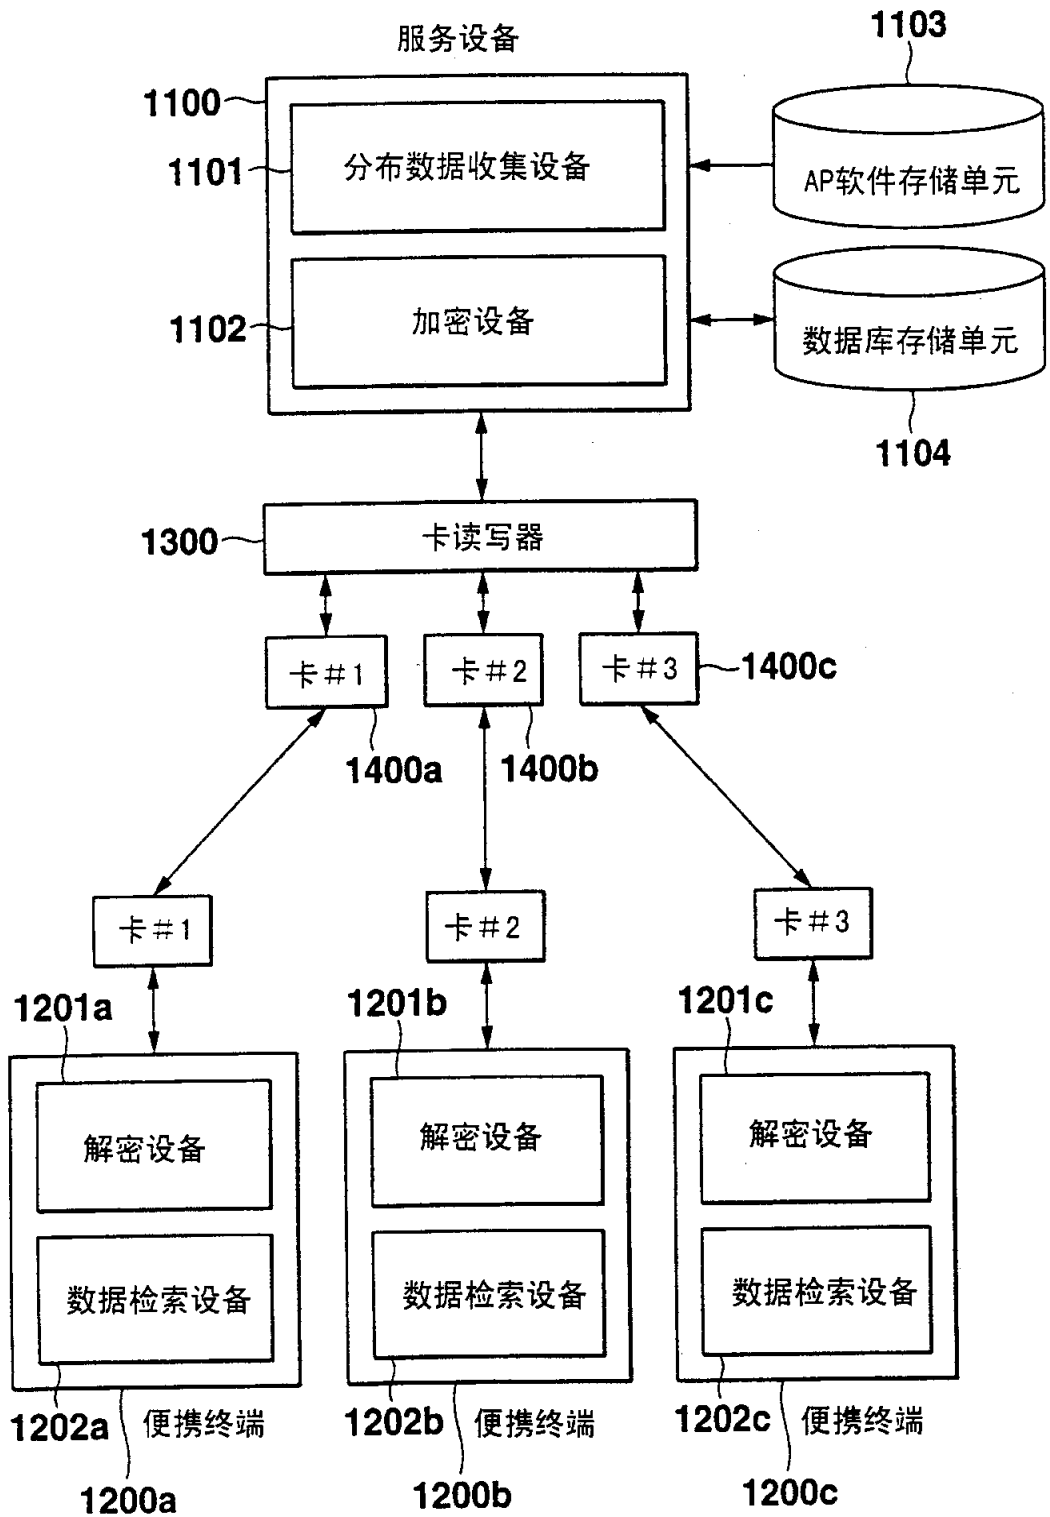 服务设备
1103
1100
1101
分布数据收集设备
AP软件存储单元
1102
加密设备
数据库存储单元
1104
1300
卡读写器
卡#1
卡#2
卡#3
1400c
1400a
1400b
卡#1
卡#2
卡#3
1201a
1201b
1201c
解密设备
解密设备
解密设备
数据检索设备
数据检索设备
数据检索设备
1202a
便携终端
1202b
便携终端
1202c
便携终端
1200a
1200b
1200c